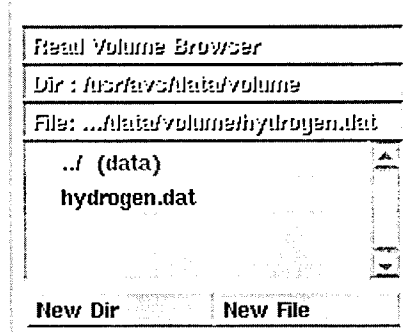 Read Volume Browser
Dir : /usr/avs/data/volume
File: .../data/volume/hydrogen.dat
../ (data)
hydrogen.dat
New Dir New File